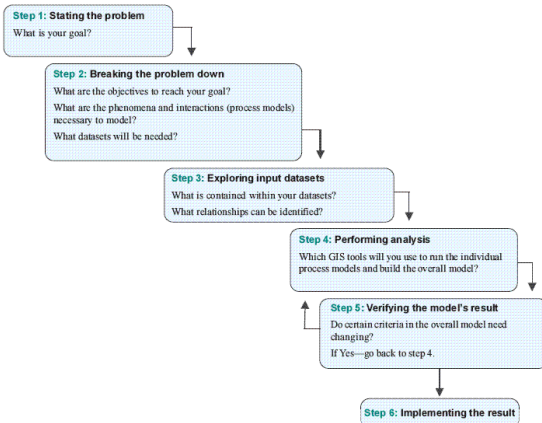 Step 1: Stating the problem
What is your goal?
Step 2: Breaking the problem down
What are the objectives to reach your goal?
What are the phenomena and interactions (process models)
necessary to model?
What datasets will be needed?
Step 3: Exploring input datasets
What is contained within your datasets?
What relationships can be identified?
Step 4: Performing analysis
Which GIS tools will you use to run the individual
process models and build the overall model?
Step 5: Verifying the model's result
Do certain criteria in the overall model need
changing?
If Yes—go back to step 4.
Step 6: Implementing the result